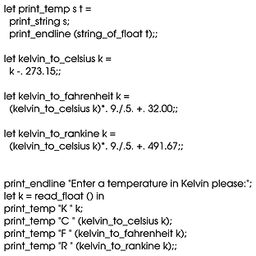 let print_temp s t =
print_string s;
print_endline (string_of_float t);;
let kelvin_to_celsius k =
k -. 273.15;;
let kelvin_to_fahrenheit k =
(kelvin_to_celsius k)*. 9./.5. +. 32.00;;
let kelvin_to_rankine k =
(kelvin_to_celsius k)*. 9./.5. +. 491.67;;
print_endline "Enter a temperature in Kelvin please:";
let k = read_float () in
print_temp "K " k;
print_temp "C " (kelvin_to_celsius k);
print_temp "F " (kelvin_to_fahrenheit k);
print_temp "R " (kelvin_to_rankine k);;